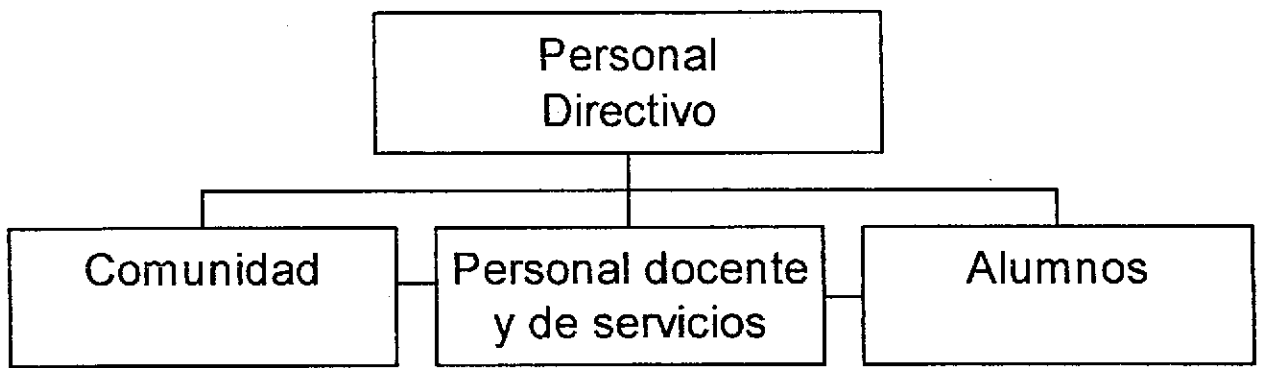 Personal
Directivo
Comunidad
Personal docente
y de servicios
Alumnos